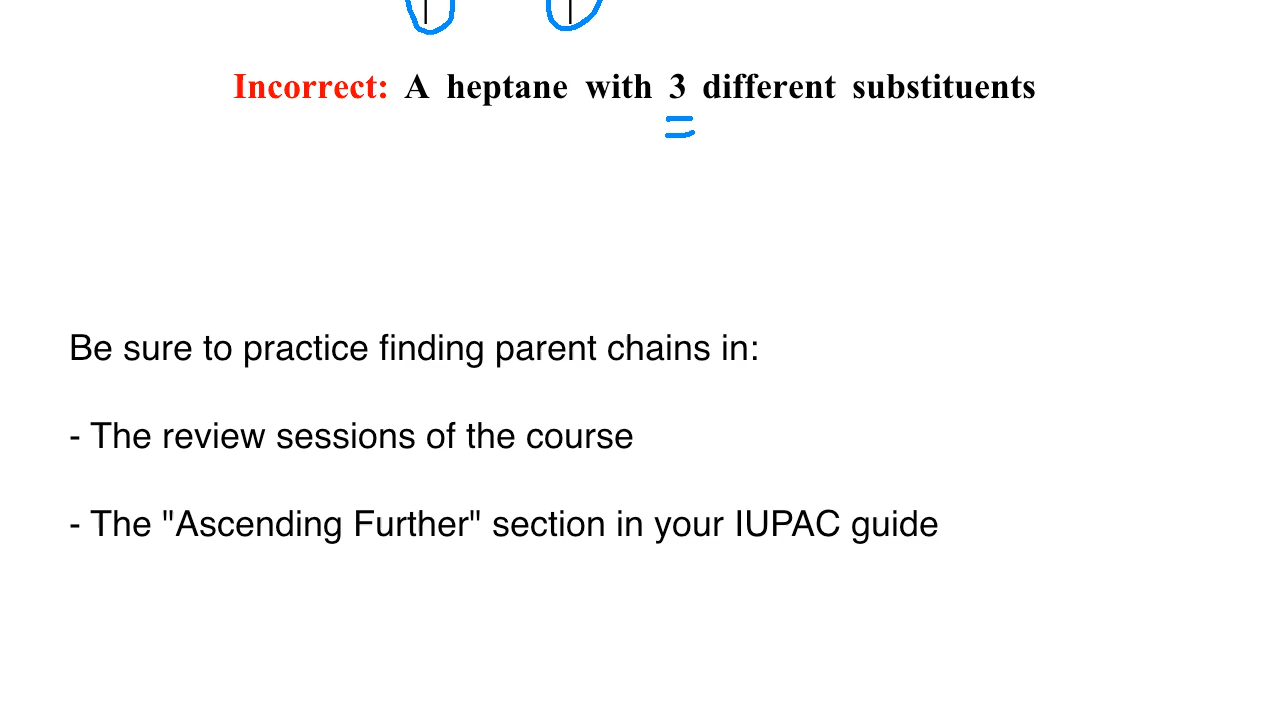 Incorrect: A heptane with 3 different substituents
Be sure to practice finding parent chains in:
- The review sessions of the course
- The "Ascending Further" section in your IUPAC guide